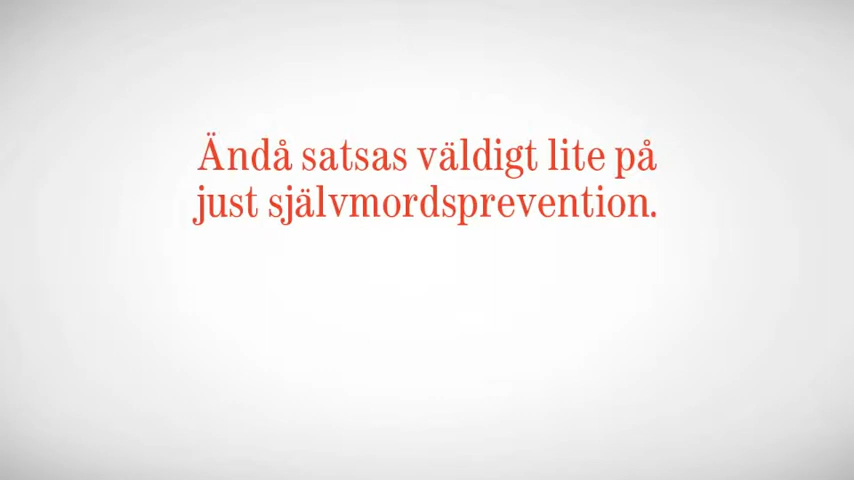 Ändå satsas väldigt lite på
just självmordsprevention.